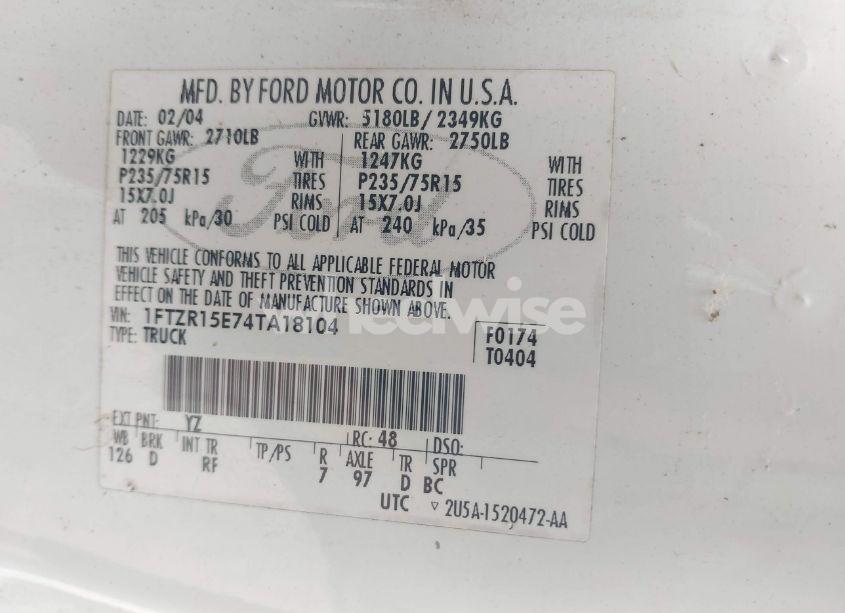 MFD. BY FORD MOTOR CO. IN U.S.A.
DATE: 02/04 GVWR: 5180LB/ 2349KG
FRONT GAWR: 2710LB REAR GAWR: 2750LB
1229KG WITH 1247KG WITH
P235/75R15 TIRES P235/75R15 TIRES
15X7.0J RIMS 15X7.0J RIMS
AT 205 kPa/30 PSI COLD AT 240 kPa/35 PSI COLD
Ford
THIS VEHICLE CONFORMS TO ALL APPLICABLE FEDERAL MOTOR
VEHICLE SAFETY AND THEFT PREVENTION STANDARDS IN
EFFECT ON THE DATE OF MANUFACTURE SHOWN ABOVE.
VIN: 1FTZR15E74TA18104
TYPE: TRUCK
F0174
T0404
EXT PNT: YZ RC: 48 DSO:
WB BRK INT TR TP/PS R AXLE TR SPR
126 D RF 7 97 D BC
UTC ▽ 2U5A-1520472-AA